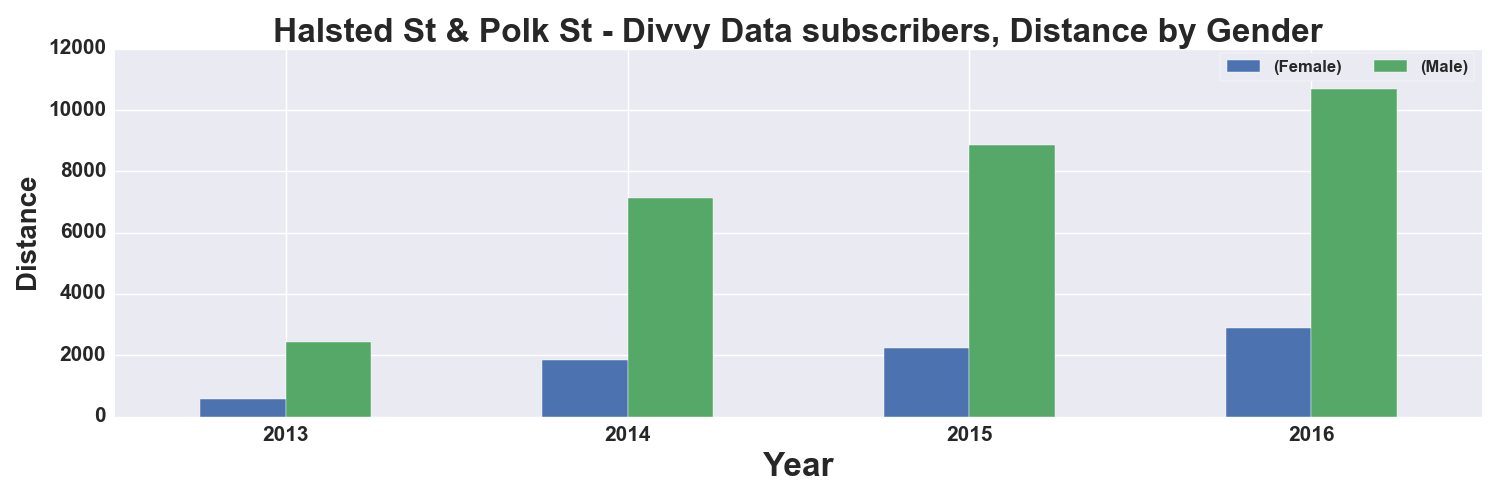 Halsted St & Polk St - Divvy Data subscribers, Distance by Gender
12000
10000
8000
6000
4000
2000
0
Distance
(Female) (Male)
2013 2014 2015 2016
Year